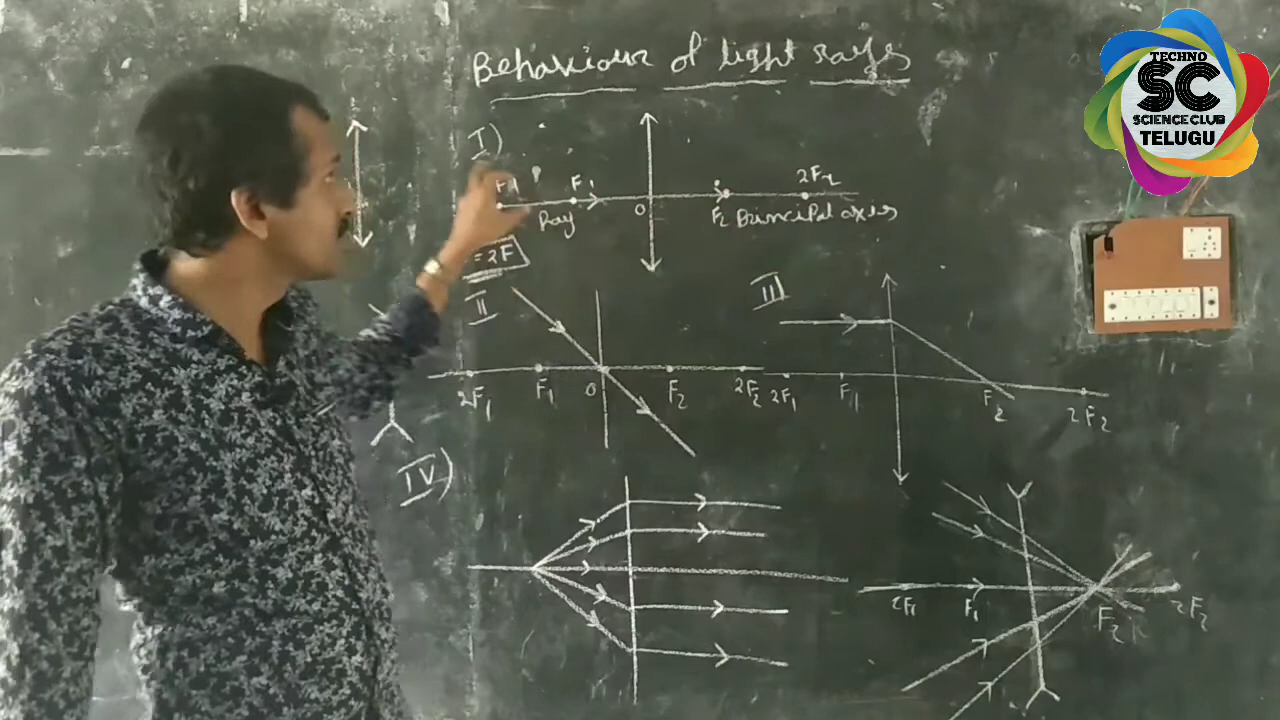 Behaviour of light rays
TECHNO
SC
SCIENCE CLUB
TELUGU
I)
F1
2F2
O
F2
Ray
Principal axis
=2F
II
2F1
F1
O
F2
2F2
III
2F1
F1
F2
2F2
IV)
2F1
F1
F2
2F2